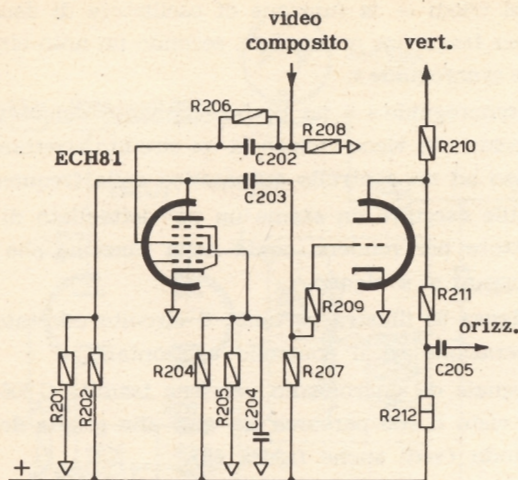 video
composito
vert.
R206
ECH81
C202
R208
R210
C203
R209
R211
orizz.
C205
R201
R202
R204
R205
C204
R207
R212
+